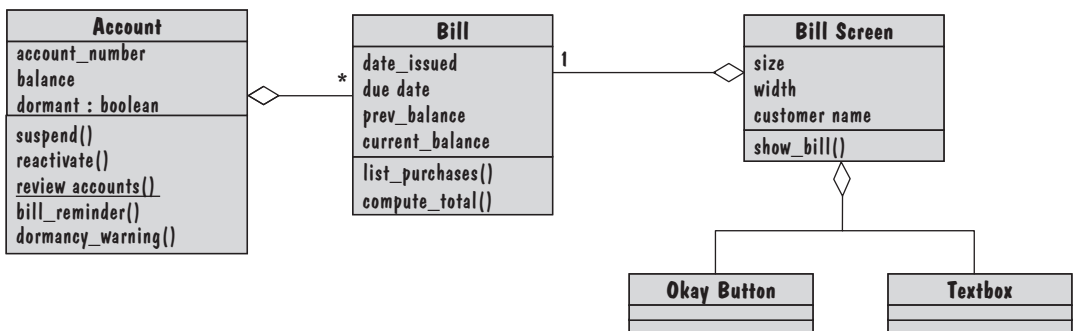 Account
account_number
balance
dormant : boolean
suspend()
reactivate()
review accounts()
bill_reminder()
dormancy_warning()
*
Bill
date_issued
due date
prev_balance
current_balance
list_purchases()
compute_total()
1
Bill Screen
size
width
customer name
show_bill()
Okay Button
Textbox